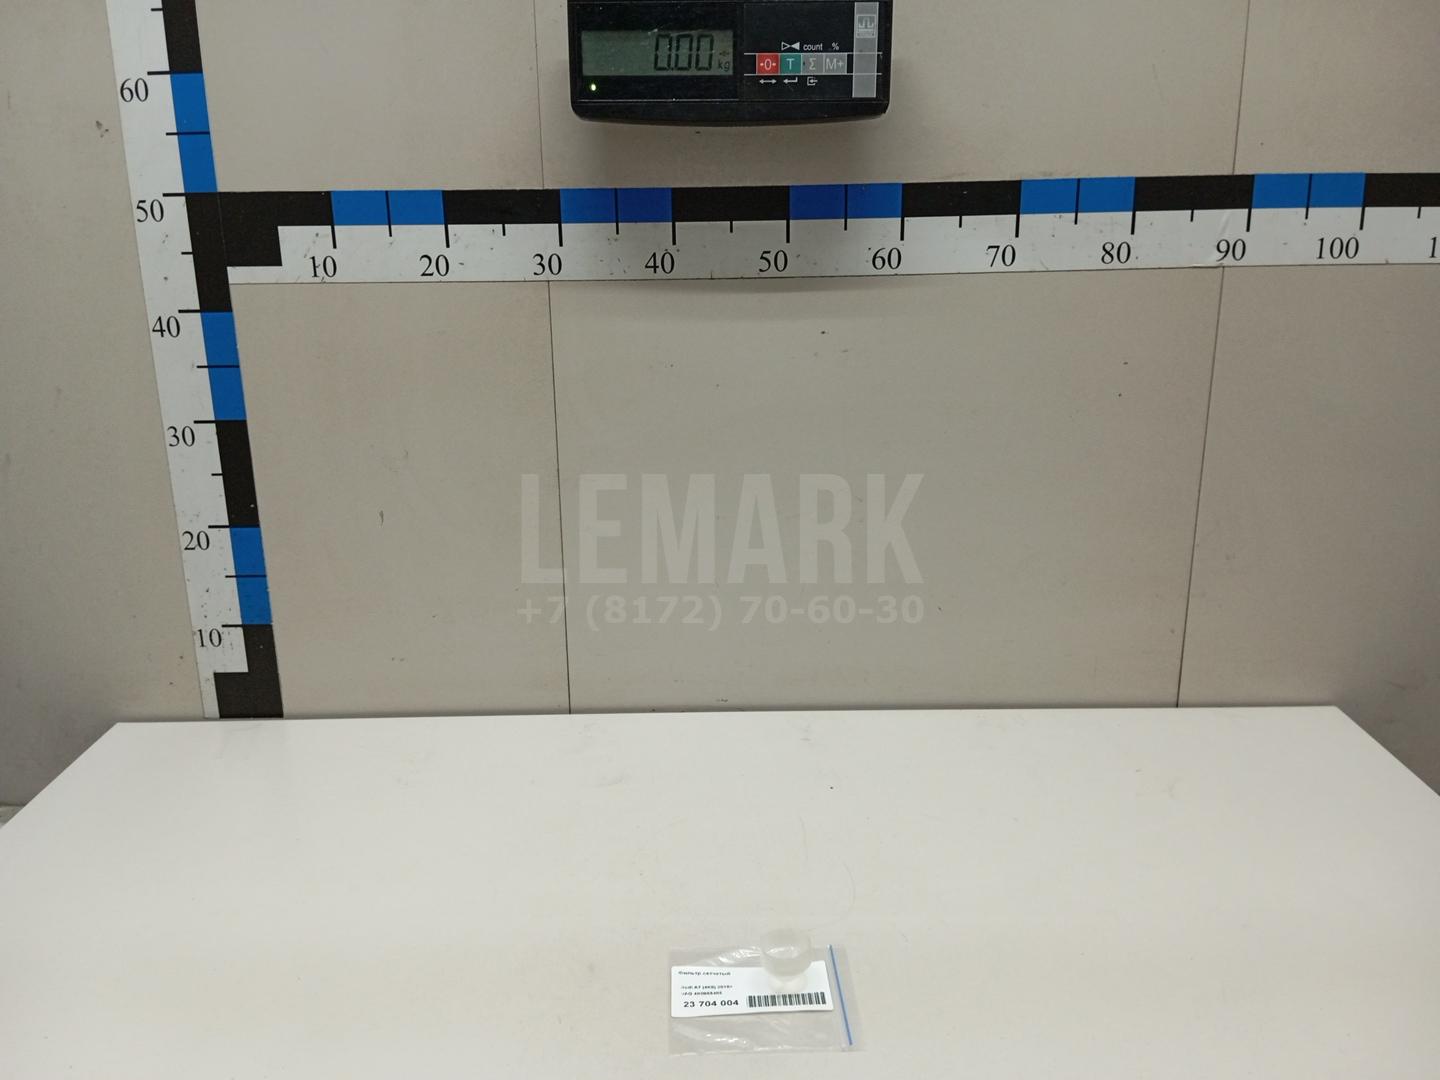 0.00 kg
count %
→0← T Σ M+
60
50
10 20 30 40 50 60 70 80 90 100
40
30
20
10
LEMARK
+7 (8172) 70-60-30
Фильтр сетчатый
23 704 004